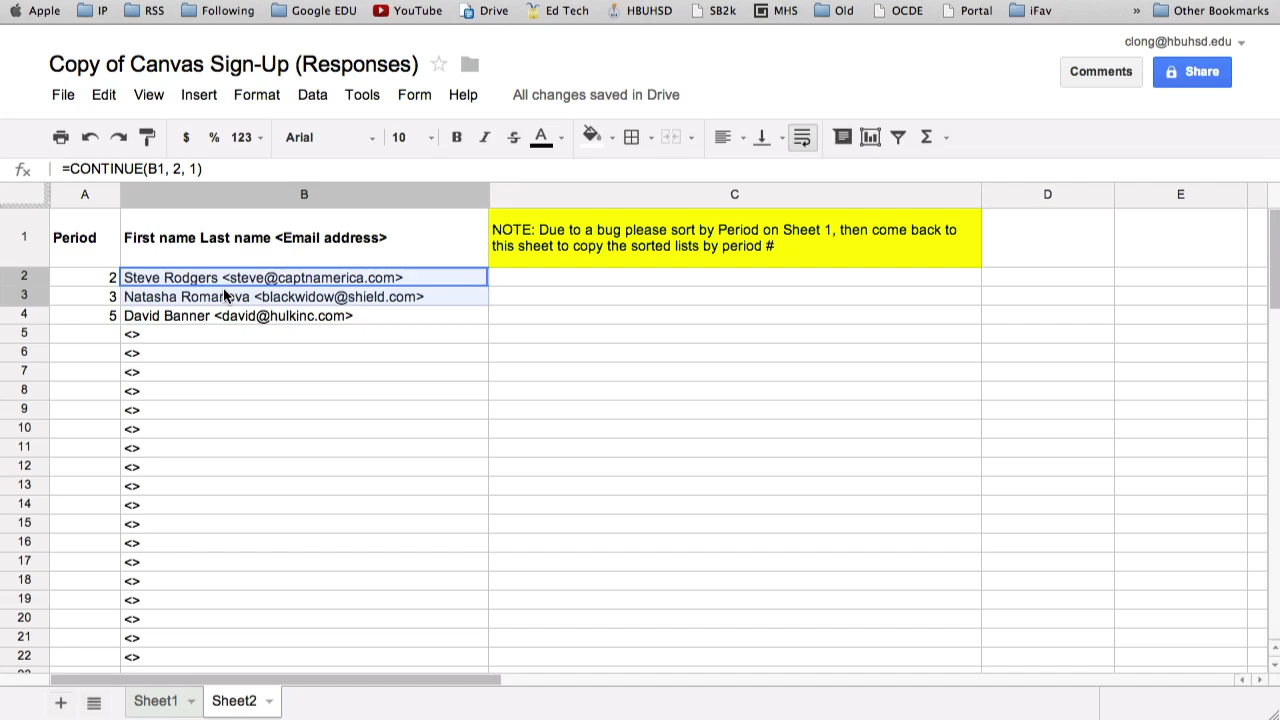 Apple IP RSS Following Google EDU YouTube Drive Ed Tech HBUHSD SB2k MHS Old OCDE Portal iFav » Other Bookmarks
clong@hbuhsd.edu
Copy of Canvas Sign-Up (Responses)
Comments Share
File Edit View Insert Format Data Tools Form Help All changes saved in Drive
$ % 123 Arial 10 B I S A Σ
fx =CONTINUE(B1, 2, 1)
A B C D E
1 Period First name Last name <Email address> NOTE: Due to a bug please sort by Period on Sheet 1, then come back to
this sheet to copy the sorted lists by period #
2 2 Steve Rodgers <steve@captnamerica.com>
3 3 Natasha Romanova <blackwidow@shield.com>
4 5 David Banner <david@hulkinc.com>
5 <>
6 <>
7 <>
8 <>
9 <>
10 <>
11 <>
12 <>
13 <>
14 <>
15 <>
16 <>
17 <>
18 <>
19 <>
20 <>
21 <>
22 <>
23
+ Sheet1 Sheet2